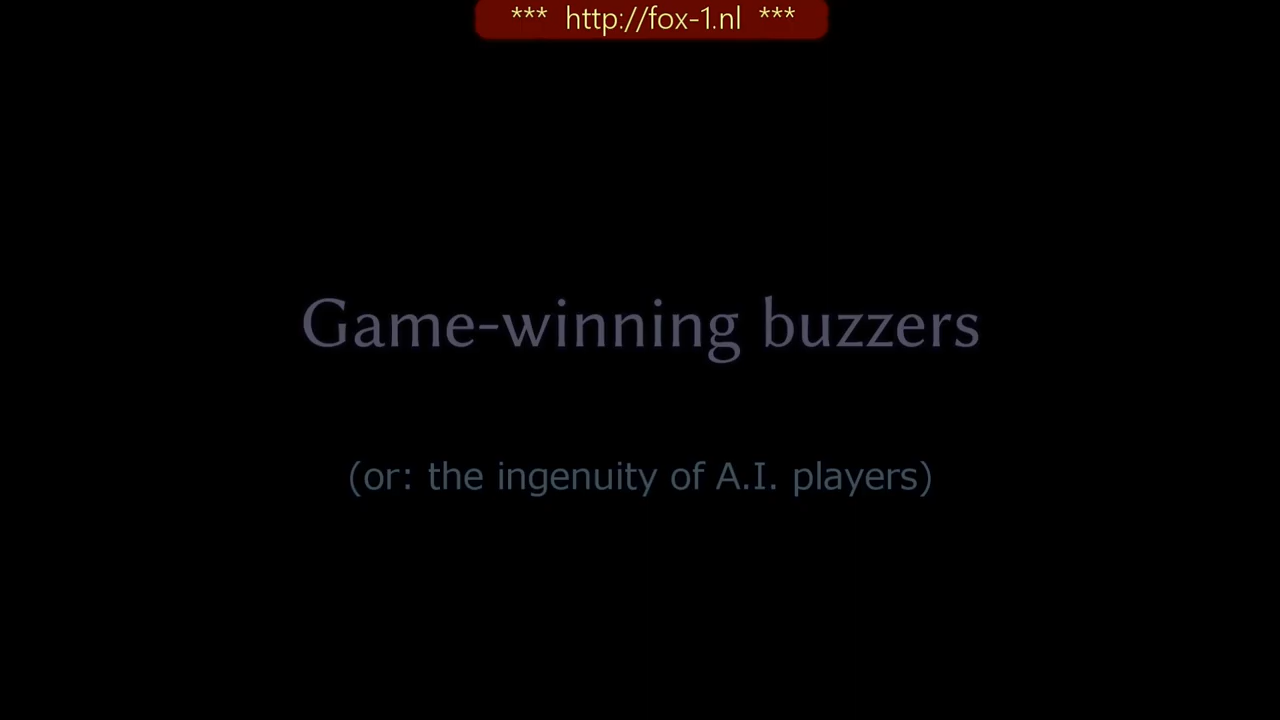 *** http://fox-1.nl ***
Game-winning buzzers
(or: the ingenuity of A.I. players)